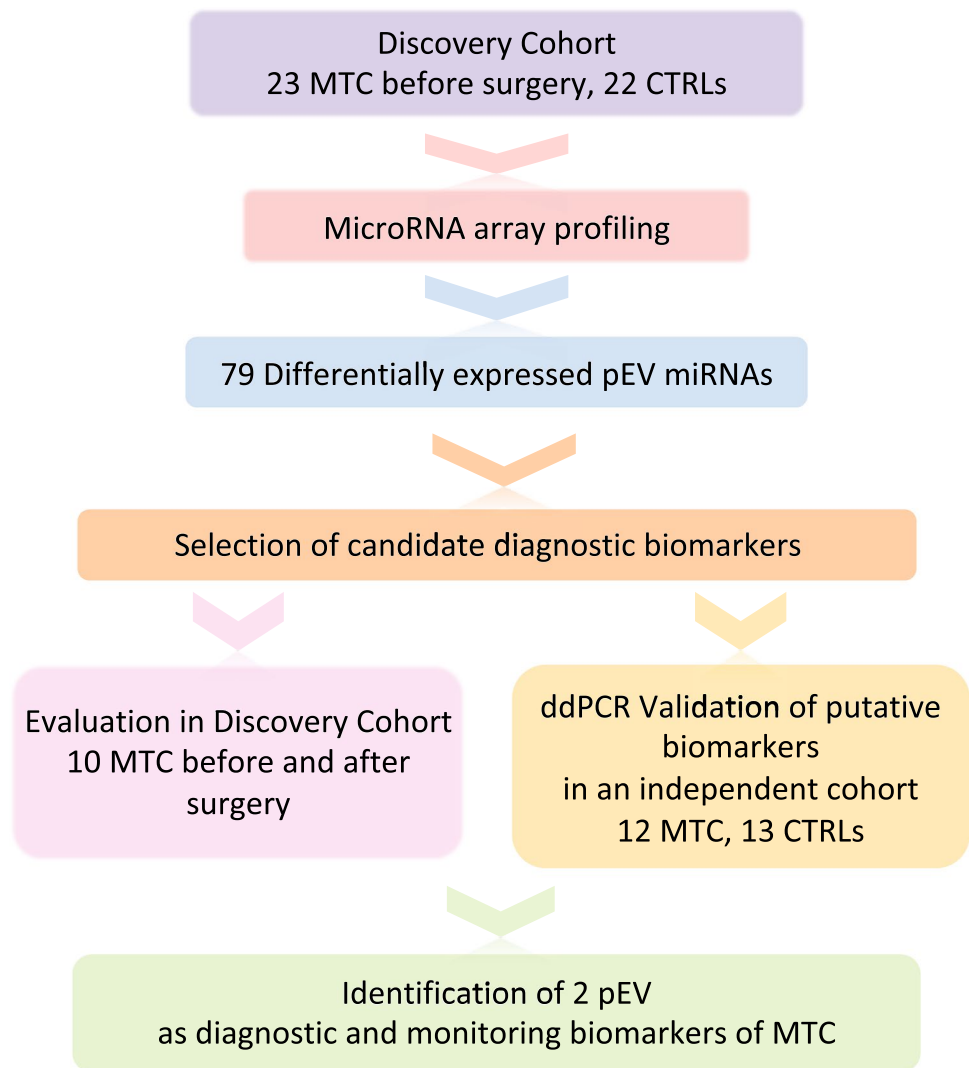 Discovery Cohort
23 MTC before surgery, 22 CTRLs
MicroRNA array profiling
79 Differentially expressed pEV miRNAs
Selection of candidate diagnostic biomarkers
Evaluation in Discovery Cohort
10 MTC before and after
surgery
ddPCR Validation of putative
biomarkers
in an independent cohort
12 MTC, 13 CTRLs
Identification of 2 pEV
as diagnostic and monitoring biomarkers of MTC